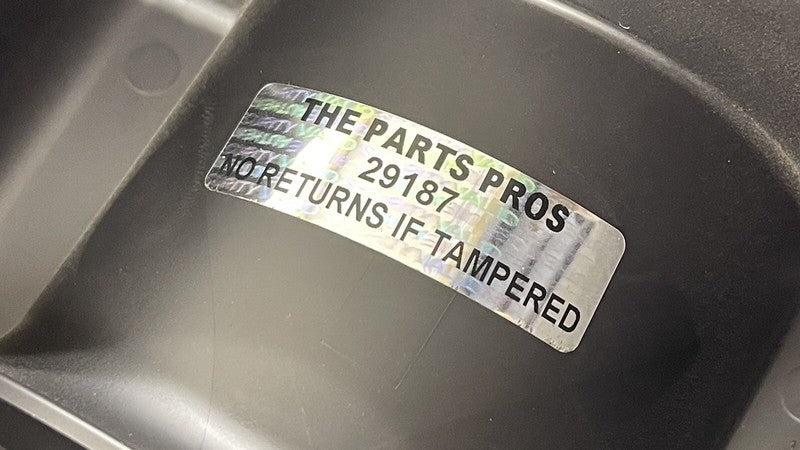 THE PARTS PROS
29187
NO RETURNS IF TAMPERED